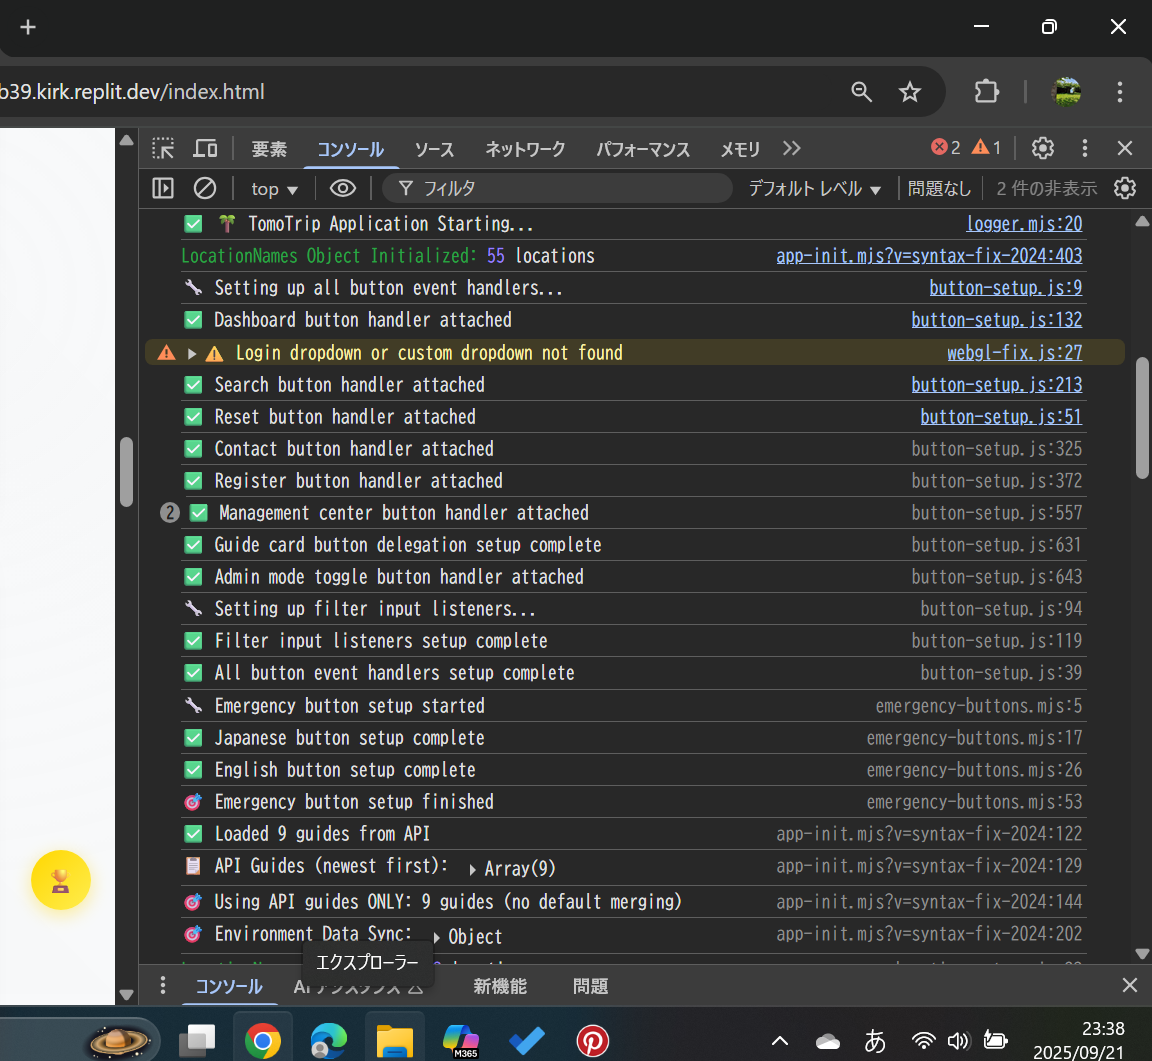 b39.kirk.replit.dev/index.html
要素 コンソール ソース ネットワーク パフォーマンス メモリ 2 1
top フィルタ デフォルト レベル 問題なし 2 件の非表示
TomoTrip Application Starting... logger.mjs:20
LocationNames Object Initialized: 55 locations app-init.mjs?v=syntax-fix-2024:403
Setting up all button event handlers... button-setup.js:9
Dashboard button handler attached button-setup.js:132
Login dropdown or custom dropdown not found webgl-fix.js:27
Search button handler attached button-setup.js:213
Reset button handler attached button-setup.js:51
Contact button handler attached button-setup.js:325
Register button handler attached button-setup.js:372
2 Management center button handler attached button-setup.js:557
Guide card button delegation setup complete button-setup.js:631
Admin mode toggle button handler attached button-setup.js:643
Setting up filter input listeners... button-setup.js:94
Filter input listeners setup complete button-setup.js:119
All button event handlers setup complete button-setup.js:39
Emergency button setup started emergency-buttons.mjs:5
Japanese button setup complete emergency-buttons.mjs:17
English button setup complete emergency-buttons.mjs:26
Emergency button setup finished emergency-buttons.mjs:53
Loaded 9 guides from API app-init.mjs?v=syntax-fix-2024:122
API Guides (newest first): Array(9) app-init.mjs?v=syntax-fix-2024:129
Using API guides ONLY: 9 guides (no default merging) app-init.mjs?v=syntax-fix-2024:144
Environment Data Sync: Object app-init.mjs?v=syntax-fix-2024:202
エクスプローラー
コンソール AI アシスタンス 新機能 問題
M365
あ
23:38
2025/09/21